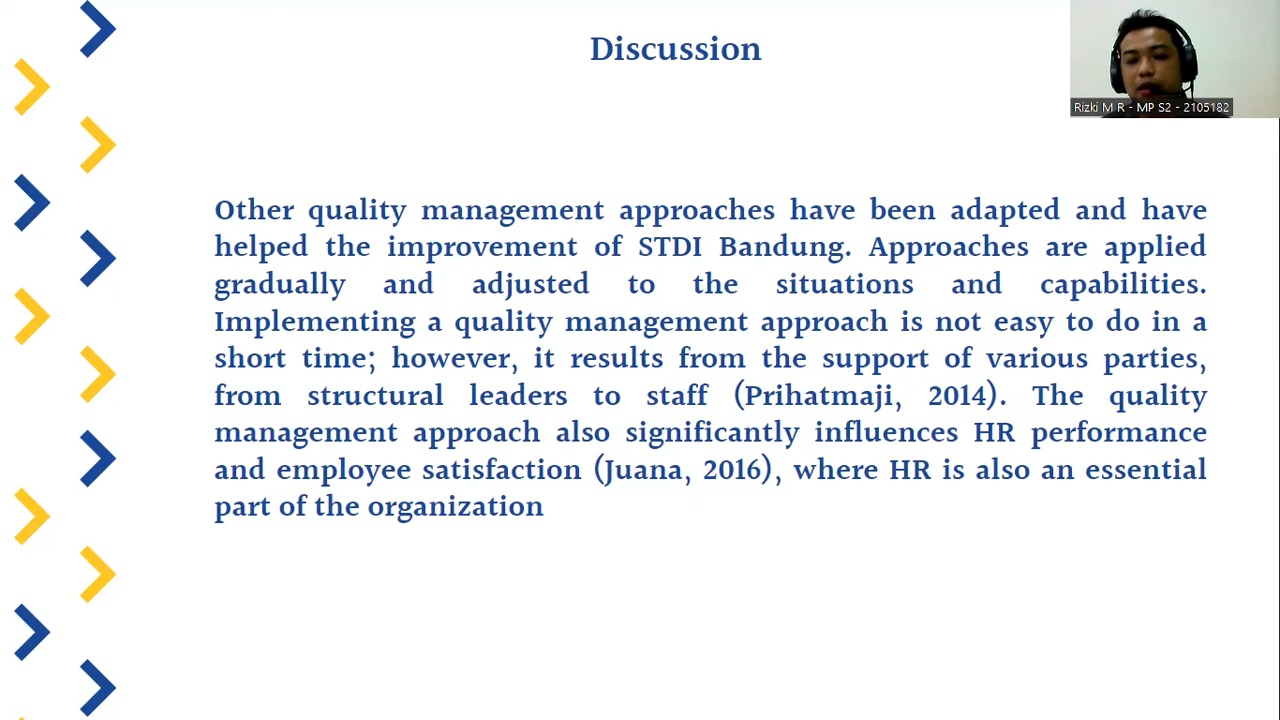 Discussion
Rizki M R - MP S2 - 2105182
Other quality management approaches have been adapted and have
helped the improvement of STDI Bandung. Approaches are applied
gradually and adjusted to the situations and capabilities.
Implementing a quality management approach is not easy to do in a
short time; however, it results from the support of various parties,
from structural leaders to staff (Prihatmaji, 2014). The quality
management approach also significantly influences HR performance
and employee satisfaction (Juana, 2016), where HR is also an essential
part of the organization